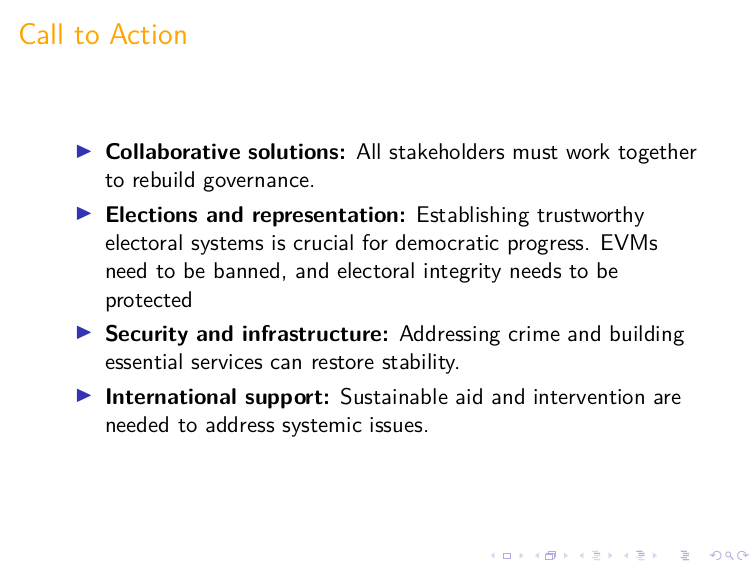 Call to Action
Collaborative solutions: All stakeholders must work together
to rebuild governance.
Elections and representation: Establishing trustworthy
electoral systems is crucial for democratic progress. EVMs
need to be banned, and electoral integrity needs to be
protected
Security and infrastructure: Addressing crime and building
essential services can restore stability.
International support: Sustainable aid and intervention are
needed to address systemic issues.